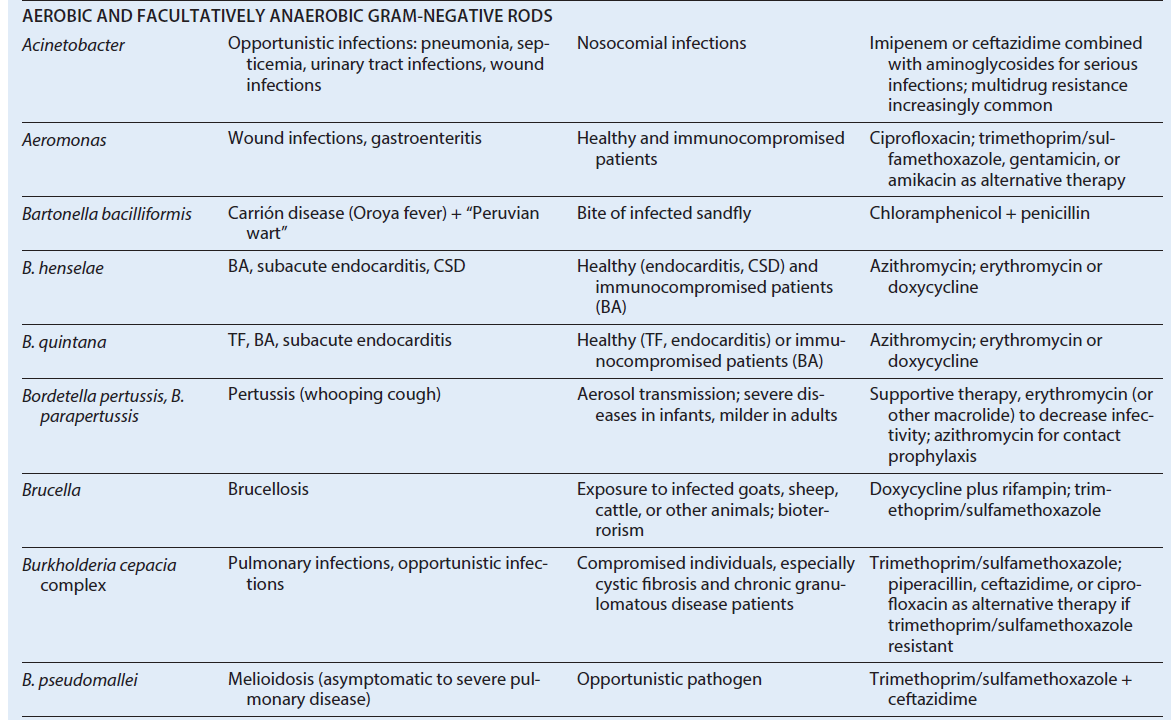 AEROBIC AND FACULTATIVELY ANAEROBIC GRAM-NEGATIVE RODS
Acinetobacter
Opportunistic infections: pneumonia, sep-
ticemia, urinary tract infections, wound
infections
Nosocomial infections
Imipenem or ceftazidime combined
with aminoglycosides for serious
infections; multidrug resistance
increasingly common
Aeromonas
Wound infections, gastroenteritis
Healthy and immunocompromised
patients
Ciprofloxacin; trimethoprim/sul-
famethoxazole, gentamicin, or
amikacin as alternative therapy
Bartonella bacilliformis
Carrión disease (Oroya fever) + “Peruvian
wart”
Bite of infected sandfly
Chloramphenicol + penicillin
B. henselae
BA, subacute endocarditis, CSD
Healthy (endocarditis, CSD) and
immunocompromised patients
(BA)
Azithromycin; erythromycin or
doxycycline
B. quintana
TF, BA, subacute endocarditis
Healthy (TF, endocarditis) or immu-
nocompromised patients (BA)
Azithromycin; erythromycin or
doxycycline
Bordetella pertussis, B.
parapertussis
Pertussis (whooping cough)
Aerosol transmission; severe dis-
eases in infants, milder in adults
Supportive therapy, erythromycin (or
other macrolide) to decrease infec-
tivity; azithromycin for contact
prophylaxis
Brucella
Brucellosis
Exposure to infected goats, sheep,
cattle, or other animals; bioter-
rorism
Doxycycline plus rifampin; trim-
ethoprim/sulfamethoxazole
Burkholderia cepacia
complex
Pulmonary infections, opportunistic infec-
tions
Compromised individuals, especially
cystic fibrosis and chronic granu-
lomatous disease patients
Trimethoprim/sulfamethoxazole;
piperacillin, ceftazidime, or cipro-
floxacin as alternative therapy if
trimethoprim/sulfamethoxazole
resistant
B. pseudomallei
Melioidosis (asymptomatic to severe pul-
monary disease)
Opportunistic pathogen
Trimethoprim/sulfamethoxazole +
ceftazidime